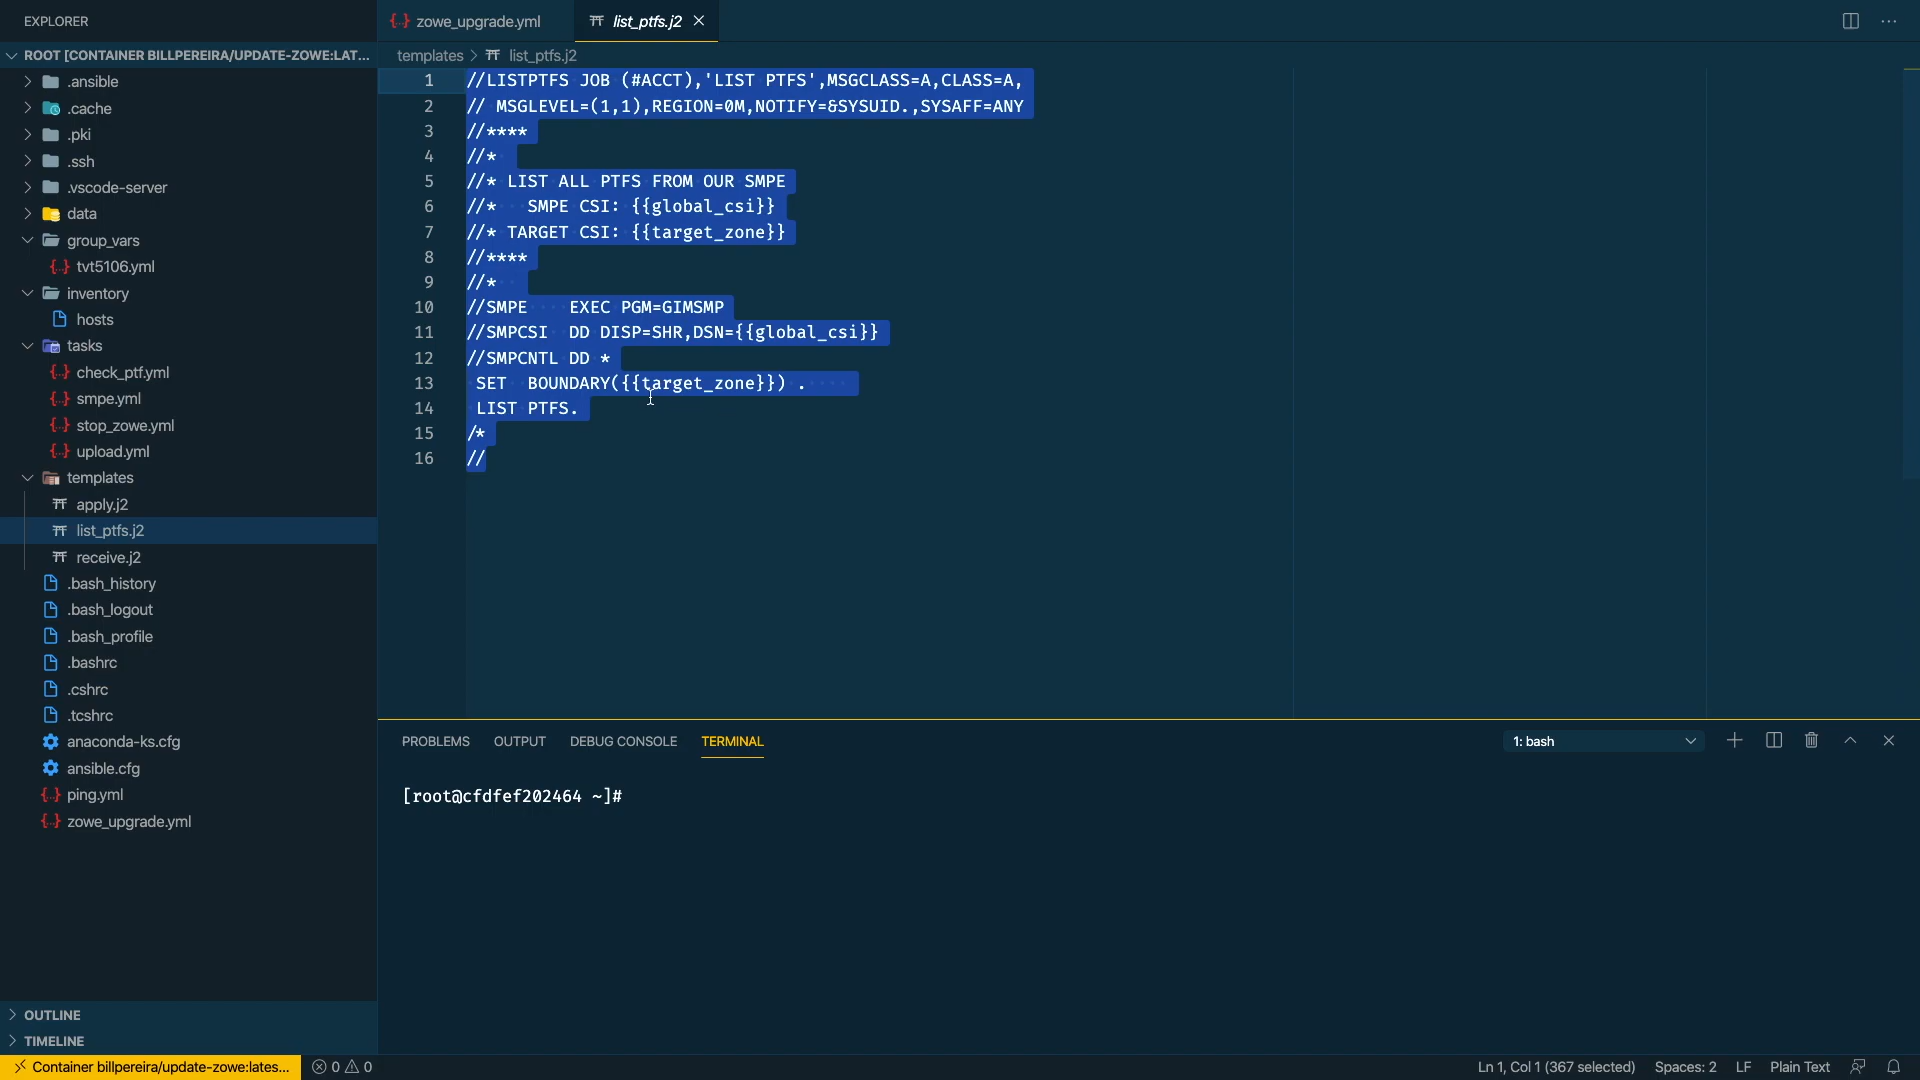 EXPLORER
ROOT [CONTAINER BILLPEREIRA/UPDATE-ZOWE:LAT...
.ansible
.cache
.pki
.ssh
.vscode-server
data
group_vars
tvt5106.yml
inventory
hosts
tasks
check_ptf.yml
smpe.yml
stop_zowe.yml
upload.yml
templates
apply.j2
list_ptfs.j2
receive.j2
.bash_history
.bash_logout
.bash_profile
.bashrc
.cshrc
.tcshrc
anaconda-ks.cfg
ansible.cfg
ping.yml
zowe_upgrade.yml
OUTLINE
TIMELINE
zowe_upgrade.yml
list_ptfs.j2
templates > list_ptfs.j2
1 //LISTPTFS JOB (#ACCT),'LIST PTFS',MSGCLASS=A,CLASS=A,
2 // MSGLEVEL=(1,1),REGION=0M,NOTIFY=&SYSUID.,SYSAFF=ANY
3 //****
4 //*
5 //* LIST ALL PTFS FROM OUR SMPE
6 //*   SMPE CSI: {{global_csi}}
7 //* TARGET CSI: {{target_zone}}
8 //****
9 //*
10 //SMPE    EXEC PGM=GIMSMP
11 //SMPCSI  DD DISP=SHR,DSN={{global_csi}}
12 //SMPCNTL DD *
13  SET  BOUNDARY({{target_zone}}) .
14  LIST PTFS.
15 /*
16 //
PROBLEMS OUTPUT DEBUG CONSOLE TERMINAL 1: bash
[root@cfdfef202464 ~]#
Container billpereira/update-zowe:lates... 0 0 Ln 1, Col 1 (367 selected) Spaces: 2 LF Plain Text